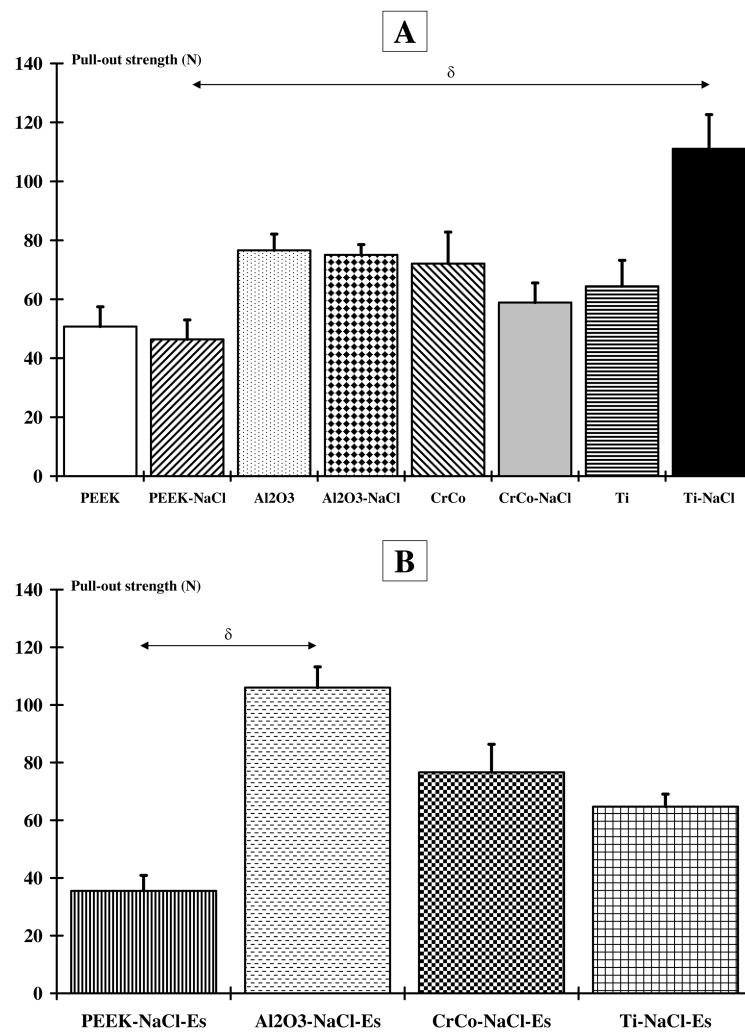 A
Pull-out strength (N)
140
δ
120
100
80
60
40
20
0
PEEK PEEK-NaCl Al2O3 Al2O3-NaCl CrCo CrCo-NaCl Ti Ti-NaCl
B
Pull-out strength (N)
140
120
δ
100
80
60
40
20
0
PEEK-NaCl-Es Al2O3-NaCl-Es CrCo-NaCl-Es Ti-NaCl-Es